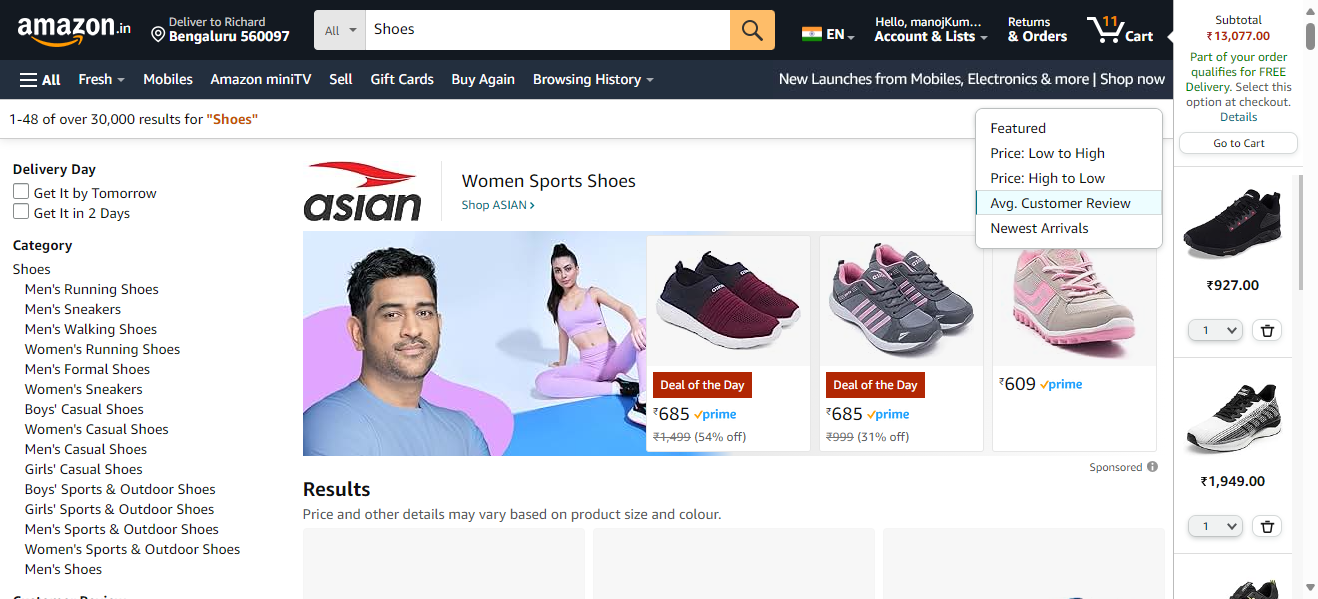 amazon.in
Deliver to Richard
Bengaluru 560097
All
Shoes
EN
Hello, manojKum...
Account & Lists
Returns
& Orders
11
Cart
All
Fresh
Mobiles
Amazon miniTV
Sell
Gift Cards
Buy Again
Browsing History
New Launches from Mobiles, Electronics & more | Shop now
1-48 of over 30,000 results for "Shoes"
Featured
Price: Low to High
Price: High to Low
Avg. Customer Review
Newest Arrivals
Delivery Day
Get It by Tomorrow
Get It in 2 Days
Category
Shoes
Men's Running Shoes
Men's Sneakers
Men's Walking Shoes
Women's Running Shoes
Men's Formal Shoes
Women's Sneakers
Boys' Casual Shoes
Women's Casual Shoes
Men's Casual Shoes
Girls' Casual Shoes
Boys' Sports & Outdoor Shoes
Girls' Sports & Outdoor Shoes
Men's Sports & Outdoor Shoes
Women's Sports & Outdoor Shoes
Men's Shoes
Customer Review
asian
Women Sports Shoes
Shop ASIAN ›
Deal of the Day
₹685 prime
₹1,499 (54% off)
Deal of the Day
₹685 prime
₹999 (31% off)
₹609 prime
Sponsored
Results
Price and other details may vary based on product size and colour.
Subtotal
₹13,077.00
Part of your order
qualifies for FREE
Delivery. Select this
option at checkout.
Details
Go to Cart
₹927.00
1
₹1,949.00
1